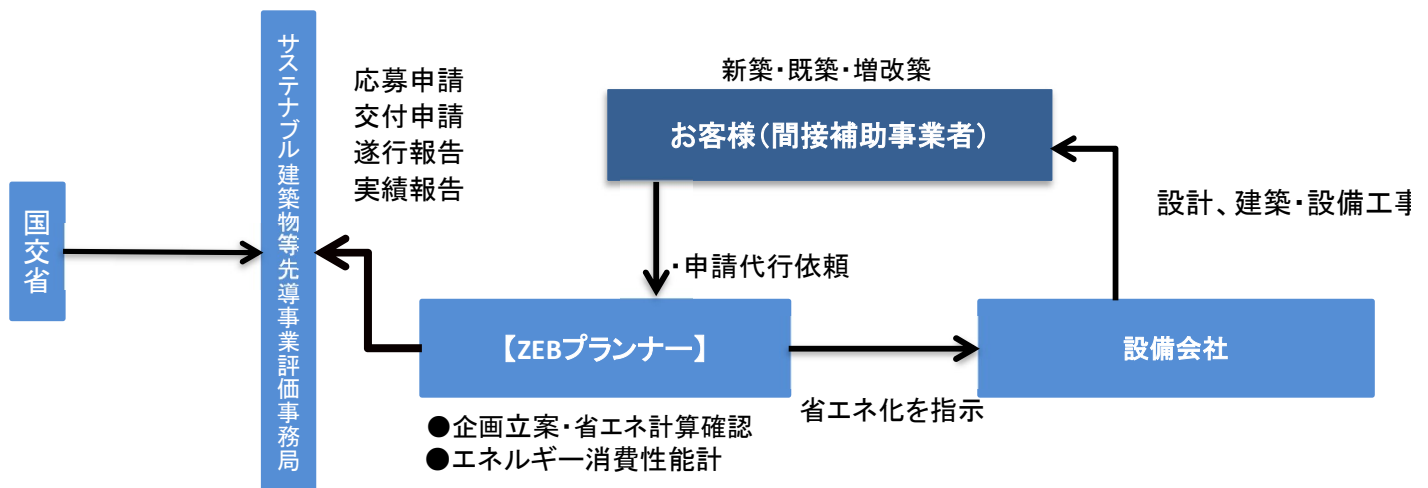 国交省
サステナブル建築物等先導事業評価事務局
応募申請
交付申請
遂行報告
実績報告
新築・既築・増改築
お客様(間接補助事業者)
設計、建築・設備工事
・申請代行依頼
【ZEBプランナー】
設備会社
省エネ化を指示
●企画立案・省エネ計算確認
●エネルギー消費性能計